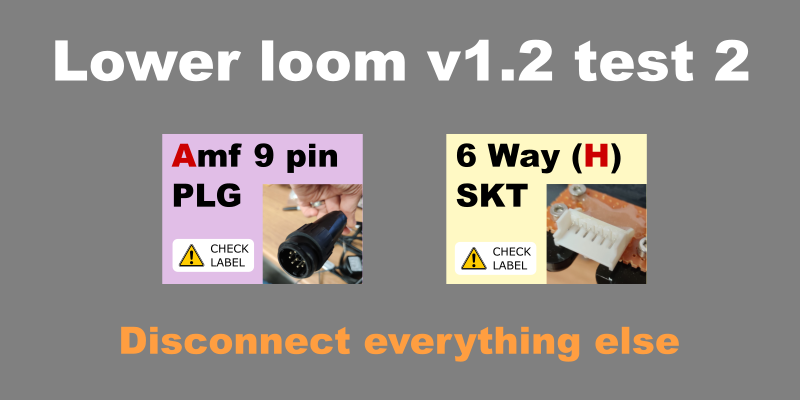 Lower loom v1.2 test 2
Amf 9 pin
PLG
CHECK
LABEL
6 Way (H)
SKT
CHECK
LABEL
Disconnect everything else